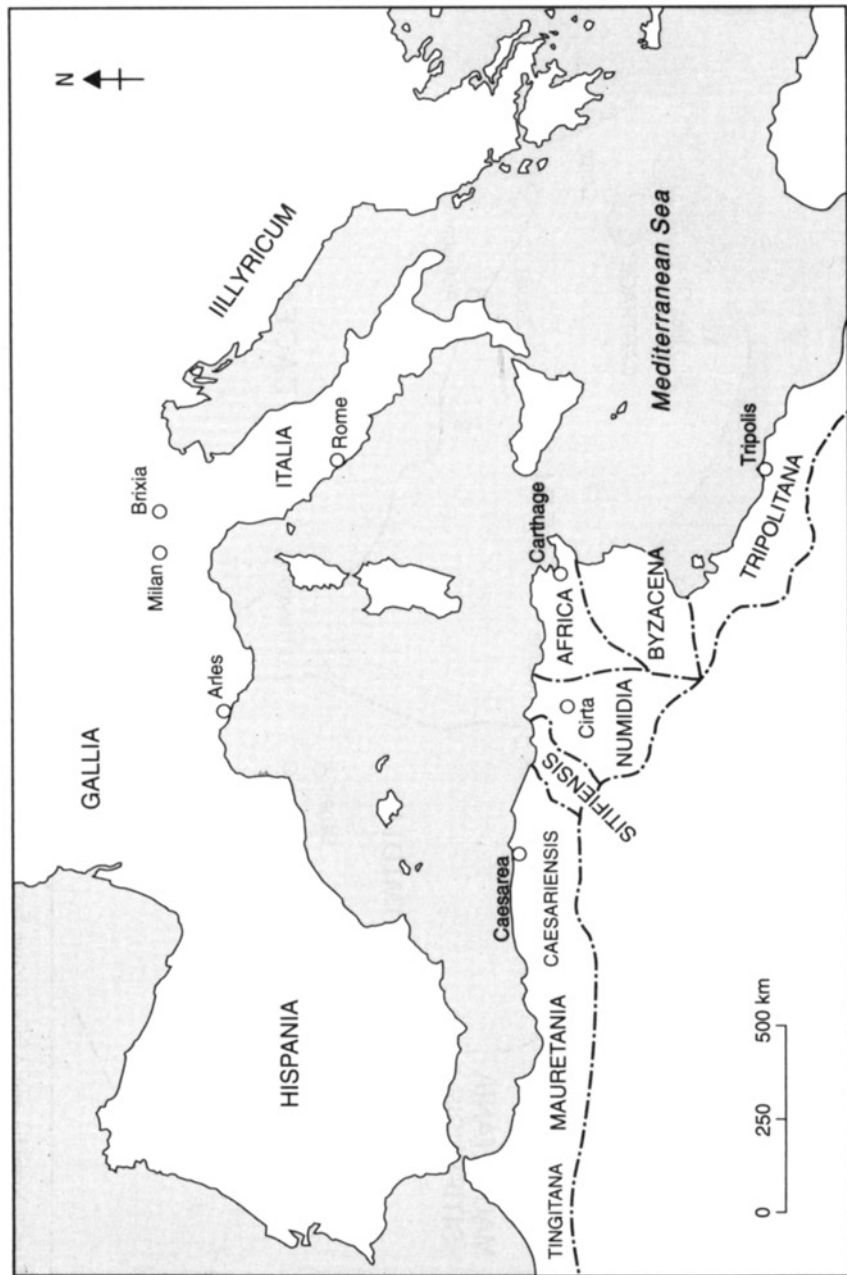 N
GALLIA
Milan
Brixia
IILLYRICUM
Arles
ITALIA
Rome
HISPANIA
Mediterranean Sea
Caesarea
Carthage
Tripolis
TINGITANA
MAURETANIA
CAESARIENSIS
SITIFIENSIS
Cirta
NUMIDIA
AFRICA
BYZACENA
TRIPOLITANA
0
250
500 km